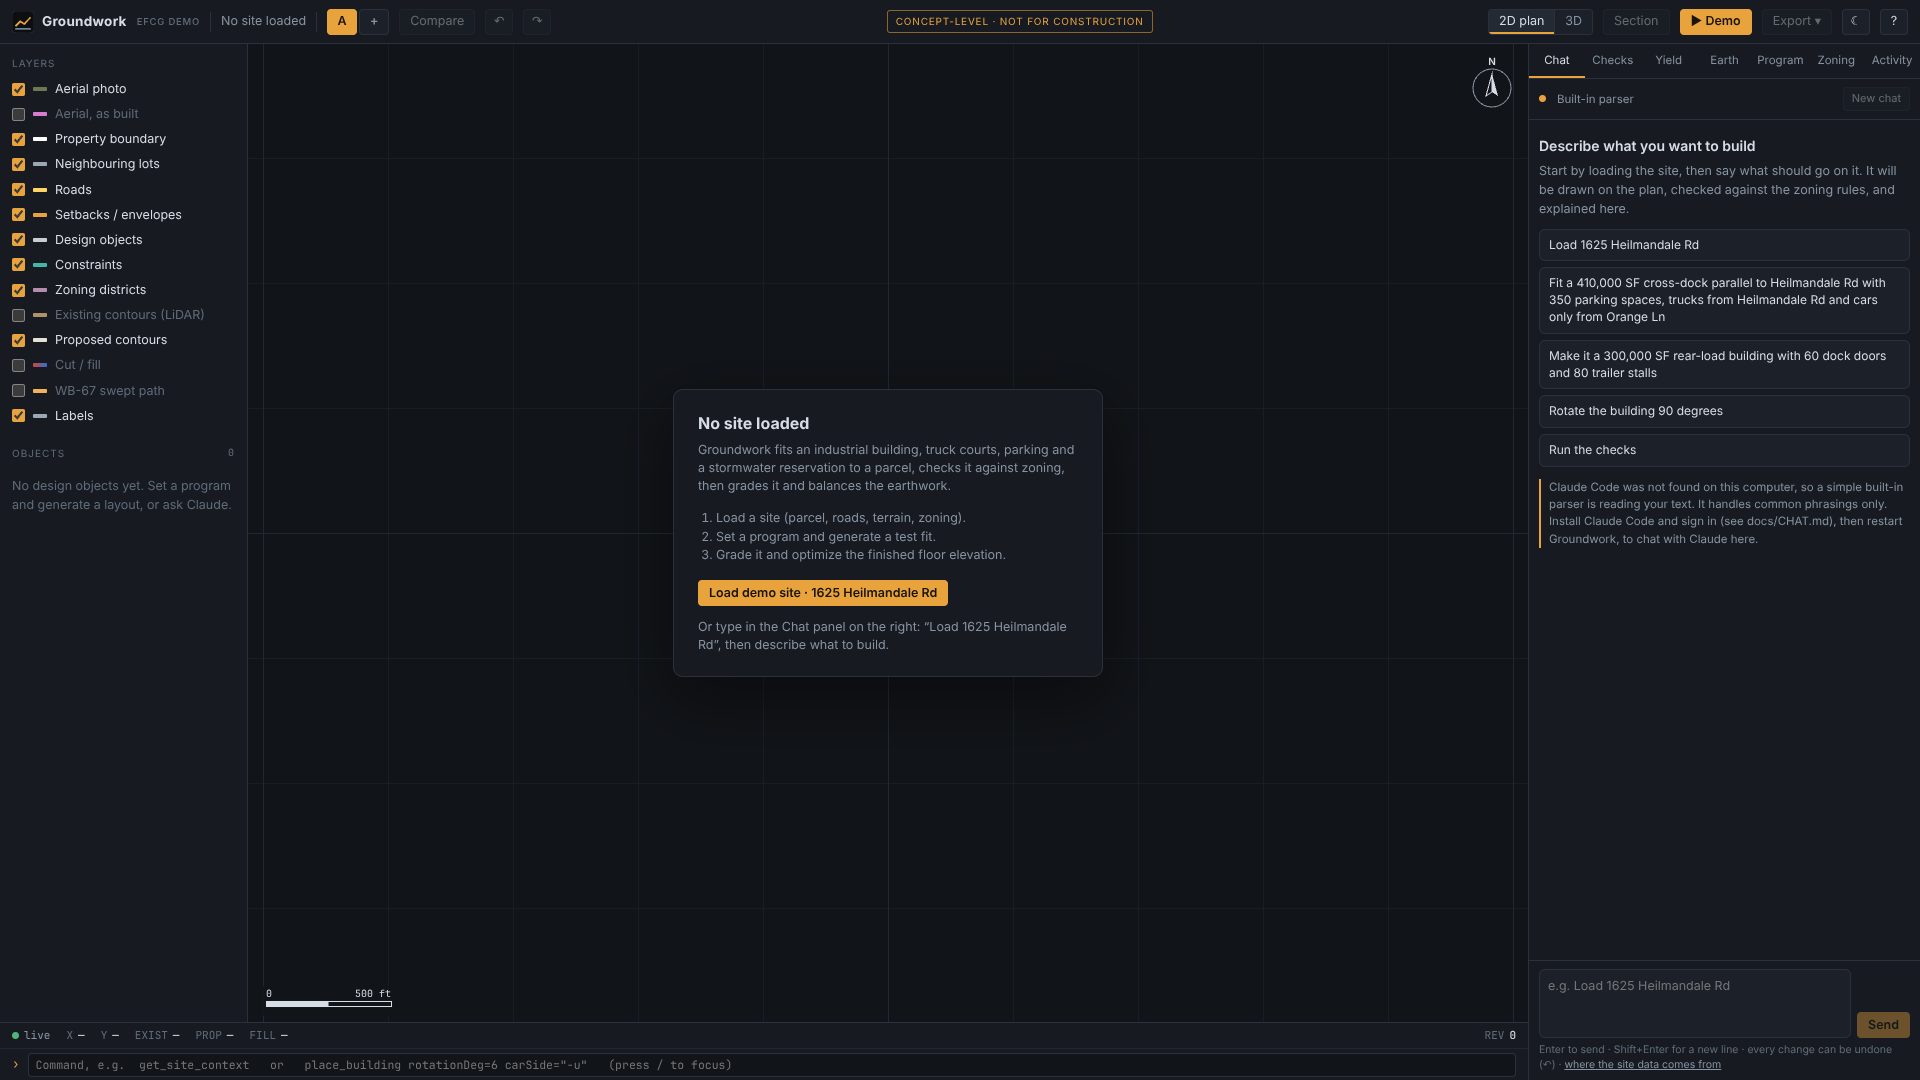 Groundwork EFCG DEMO No site loaded A + Compare ↶ ↷ CONCEPT-LEVEL · NOT FOR CONSTRUCTION 2D plan 3D Section ▶ Demo Export ▾ ☾ ?
LAYERS
Aerial photo
Aerial, as built
Property boundary
Neighbouring lots
Roads
Setbacks / envelopes
Design objects
Constraints
Zoning districts
Existing contours (LiDAR)
Proposed contours
Cut / fill
WB-67 swept path
Labels
OBJECTS 0
No design objects yet. Set a program
and generate a layout, or ask Claude.
N
No site loaded
Groundwork fits an industrial building, truck courts, parking and
a stormwater reservation to a parcel, checks it against zoning,
then grades it and balances the earthwork.
1. Load a site (parcel, roads, terrain, zoning).
2. Set a program and generate a test fit.
3. Grade it and optimize the finished floor elevation.
Load demo site · 1625 Heilmandale Rd
Or type in the Chat panel on the right: “Load 1625 Heilmandale
Rd”, then describe what to build.
0 500 ft
Chat Checks Yield Earth Program Zoning Activity
Built-in parser New chat
Describe what you want to build
Start by loading the site, then say what should go on it. It will
be drawn on the plan, checked against the zoning rules, and
explained here.
Load 1625 Heilmandale Rd
Fit a 410,000 SF cross-dock parallel to Heilmandale Rd with
350 parking spaces, trucks from Heilmandale Rd and cars
only from Orange Ln
Make it a 300,000 SF rear-load building with 60 dock doors
and 80 trailer stalls
Rotate the building 90 degrees
Run the checks
Claude Code was not found on this computer, so a simple built-in
parser is reading your text. It handles common phrasings only.
Install Claude Code and sign in (see docs/CHAT.md), then restart
Groundwork, to chat with Claude here.
e.g. Load 1625 Heilmandale Rd
Send
Enter to send · Shift+Enter for a new line · every change can be undone
(↶) · where the site data comes from
live X — Y — EXIST — PROP — FILL — REV 0
› Command, e.g. get_site_context or place_building rotationDeg=6 carSide="-u" (press / to focus)